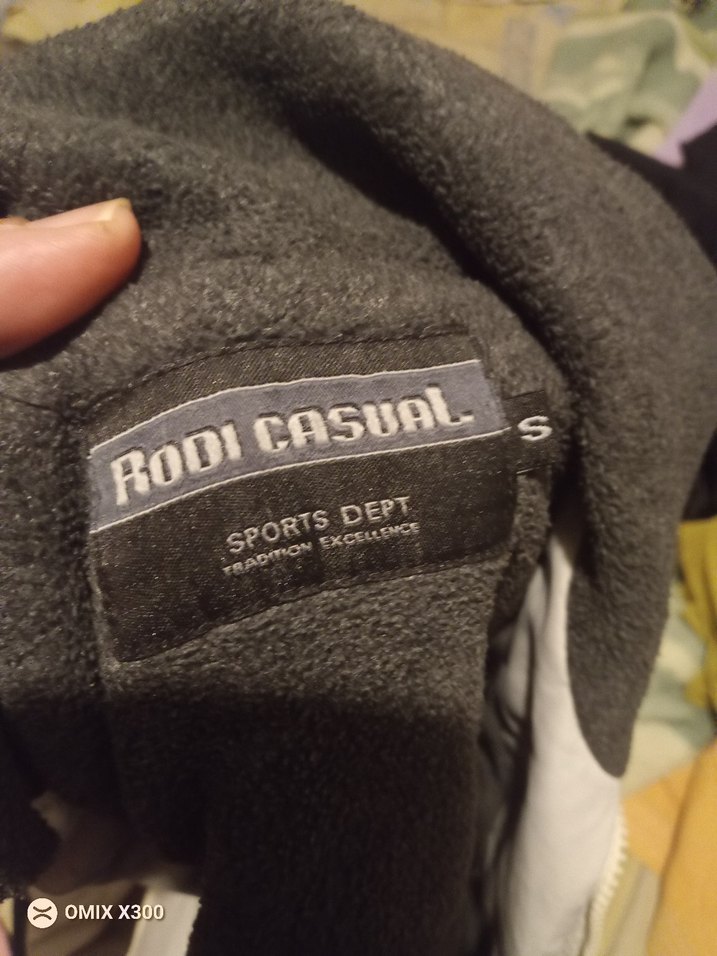 RODI CASUAL
S
SPORTS DEPT
TRADITION EXCELLENCE
OMIX X300